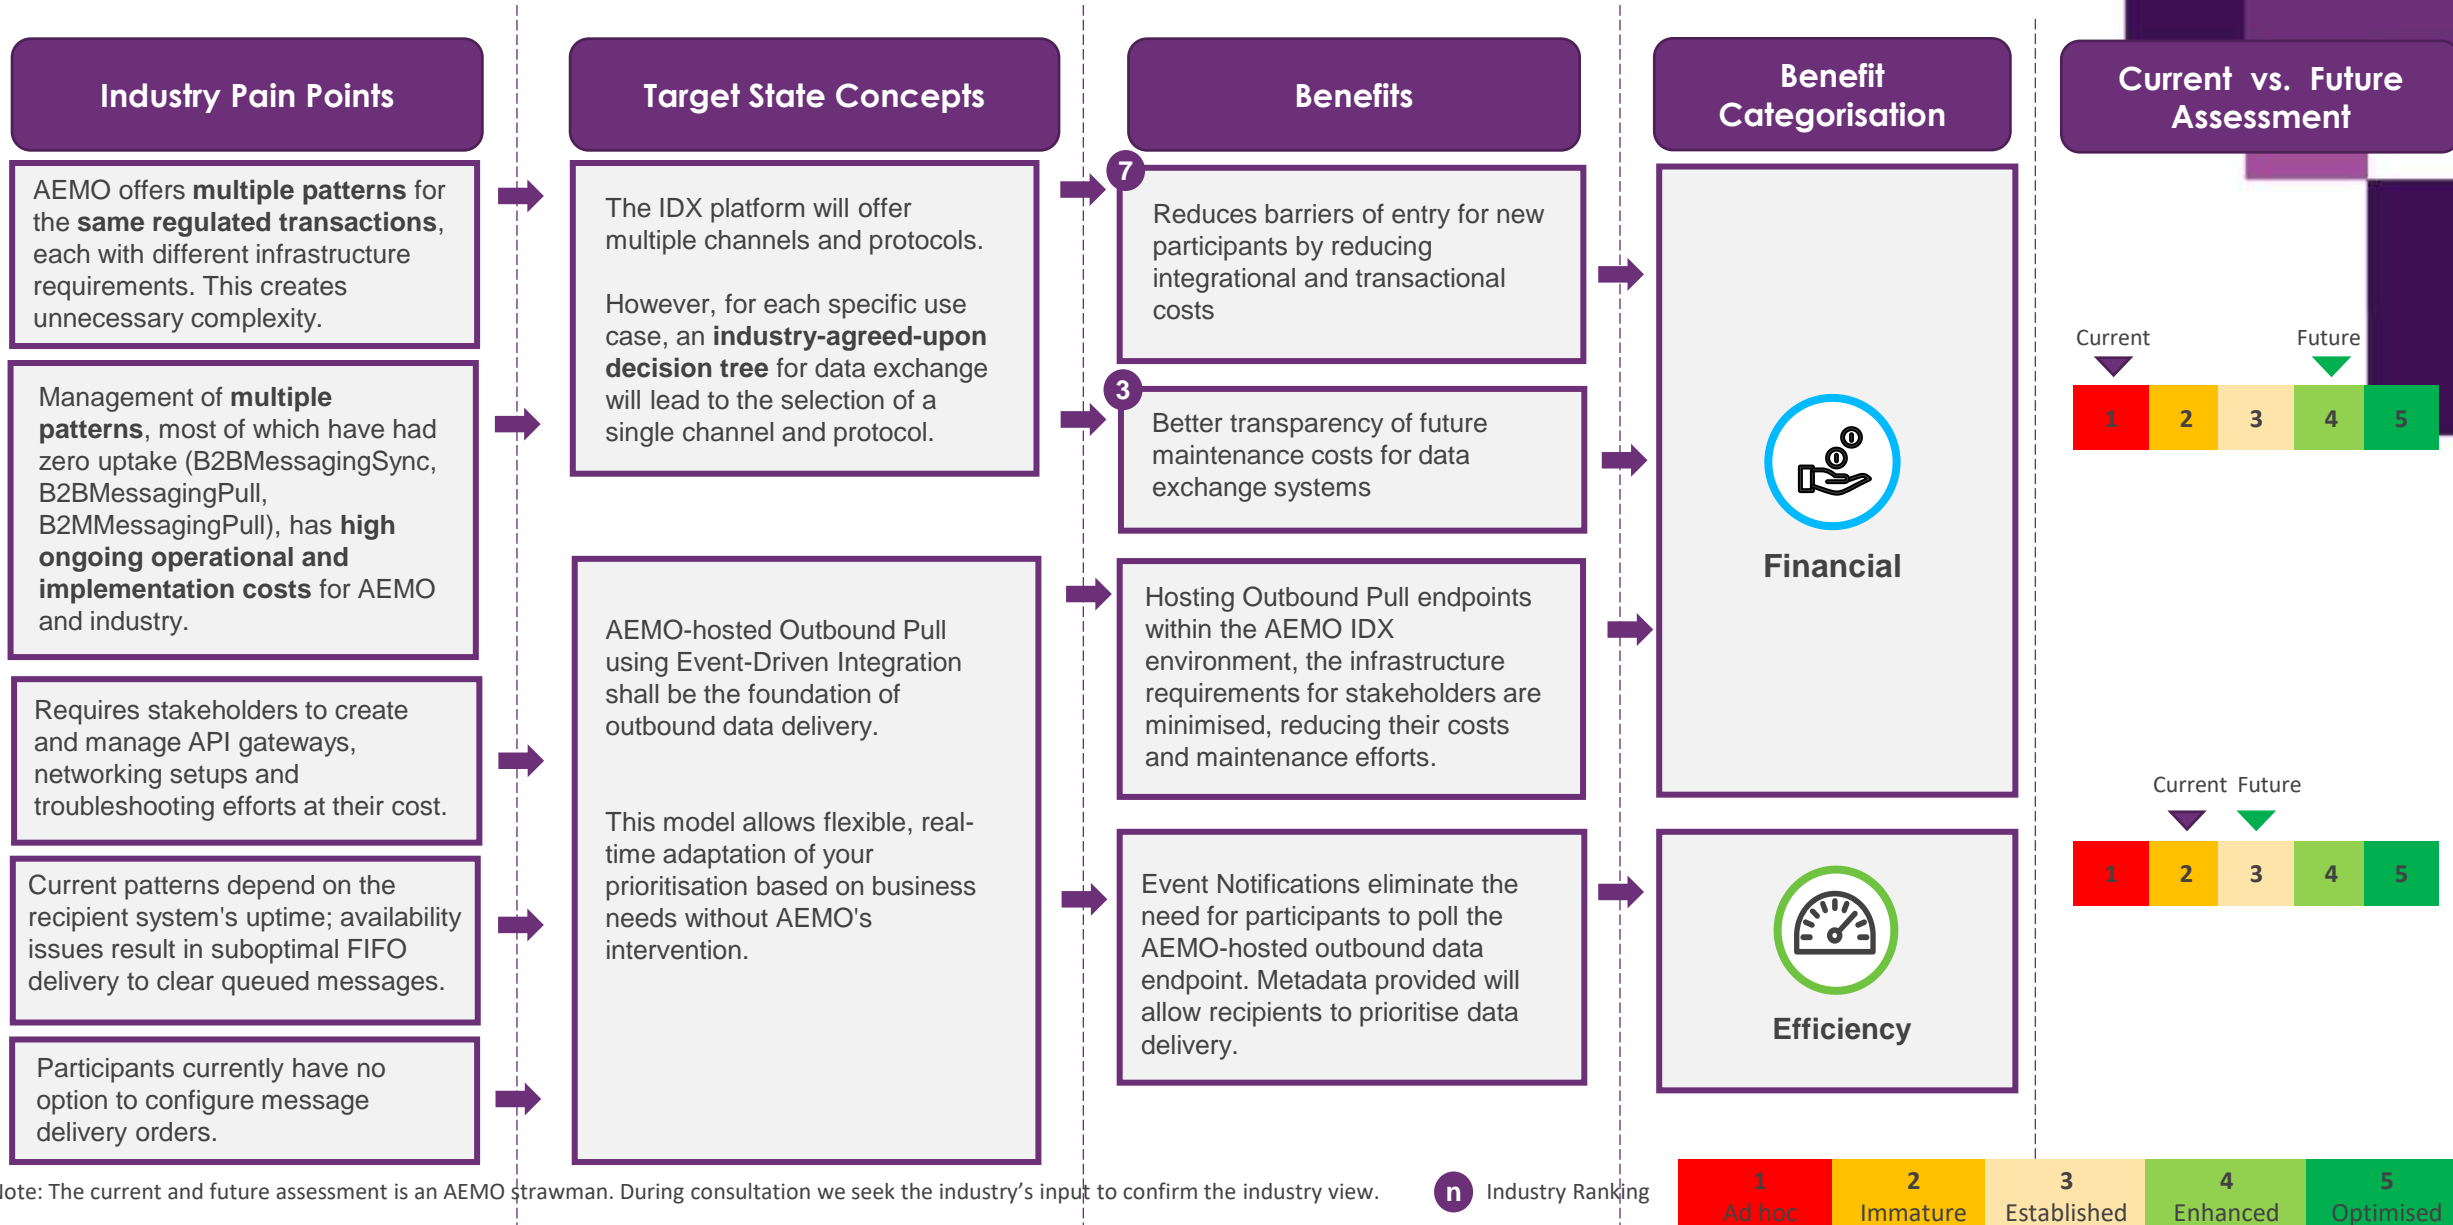 Industry Pain Points
Target State Concepts
Benefits
Benefit
Categorisation
Current vs. Future
Assessment
AEMO offers multiple patterns for
the same regulated transactions,
each with different infrastructure
requirements. This creates
unnecessary complexity.
Management of multiple
patterns, most of which have had
zero uptake (B2BMessagingSync,
B2BMessagingPull,
B2MMessagingPull), has high
ongoing operational and
implementation costs for AEMO
and industry.
Requires stakeholders to create
and manage API gateways,
networking setups and
troubleshooting efforts at their cost.
Current patterns depend on the
recipient system's uptime; availability
issues result in suboptimal FIFO
delivery to clear queued messages.
Participants currently have no
option to configure message
delivery orders.
The IDX platform will offer
multiple channels and protocols.
However, for each specific use
case, an industry-agreed-upon
decision tree for data exchange
will lead to the selection of a
single channel and protocol.
AEMO-hosted Outbound Pull
using Event-Driven Integration
shall be the foundation of
outbound data delivery.
This model allows flexible, real-
time adaptation of your
prioritisation based on business
needs without AEMO's
intervention.
7
Reduces barriers of entry for new
participants by reducing
integrational and transactional
costs
3
Better transparency of future
maintenance costs for data
exchange systems
Hosting Outbound Pull endpoints
within the AEMO IDX
environment, the infrastructure
requirements for stakeholders are
minimised, reducing their costs
and maintenance efforts.
Event Notifications eliminate the
need for participants to poll the
AEMO-hosted outbound data
endpoint. Metadata provided will
allow recipients to prioritise data
delivery.
Financial
Efficiency
Current Future
1 2 3 4 5
Current Future
1 2 3 4 5
Note: The current and future assessment is an AEMO strawman. During consultation we seek the industry's input to confirm the industry view.
n Industry Ranking
1 2 3 4 5
Ad hoc Immature Established Enhanced Optimised